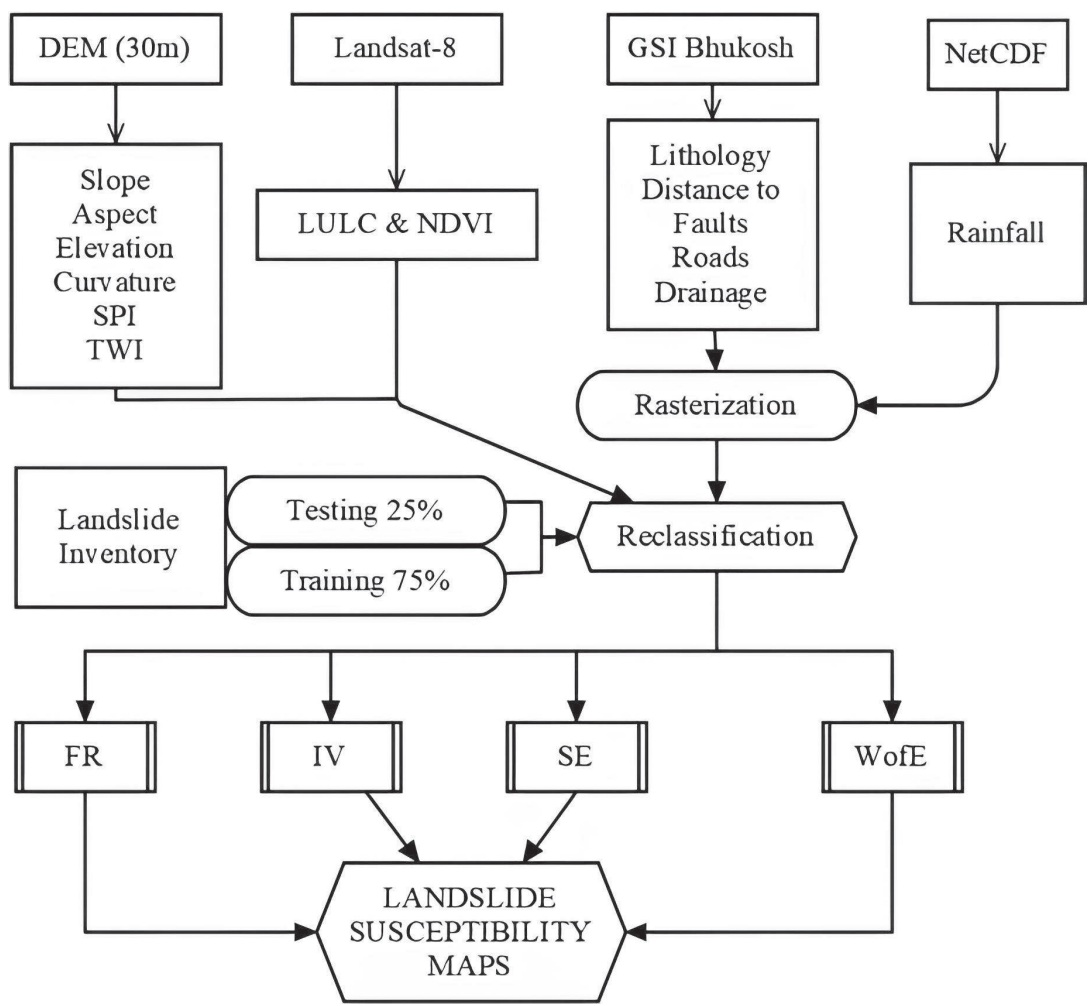 DEM (30m)
Landsat-8
GSI Bhukosh
NetCDF
Slope
Aspect
Elevation
Curvature
SPI
TWI
LULC & NDVI
Lithology
Distance to
Faults
Roads
Drainage
Rainfall
Rasterization
Landslide
Inventory
Testing 25%
Training 75%
Reclassification
FR
IV
SE
WofE
LANDSLIDE
SUSCEPTIBILITY
MAPS